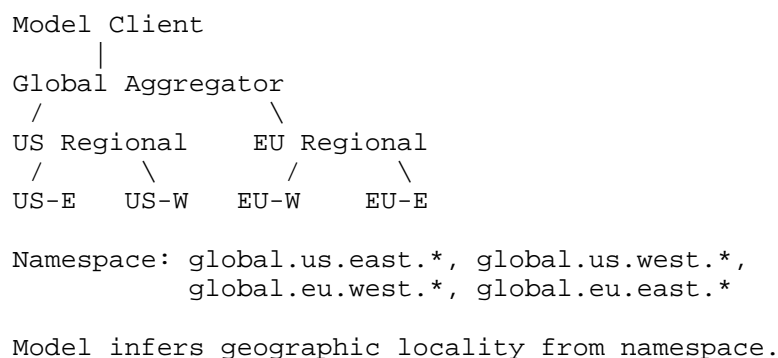 Model Client
|
Global Aggregator
/ \
US Regional EU Regional
/ \ / \
US-E US-W EU-W EU-E
Namespace: global.us.east.*, global.us.west.*,
global.eu.west.*, global.eu.east.*
Model infers geographic locality from namespace.